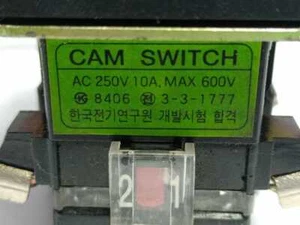 CAM SWITCH
AC 250V 10A, MAX 600V
㉿ 8406 ㊉ 3-3-1777
한국전기연구원 개발시험 합격
2 1